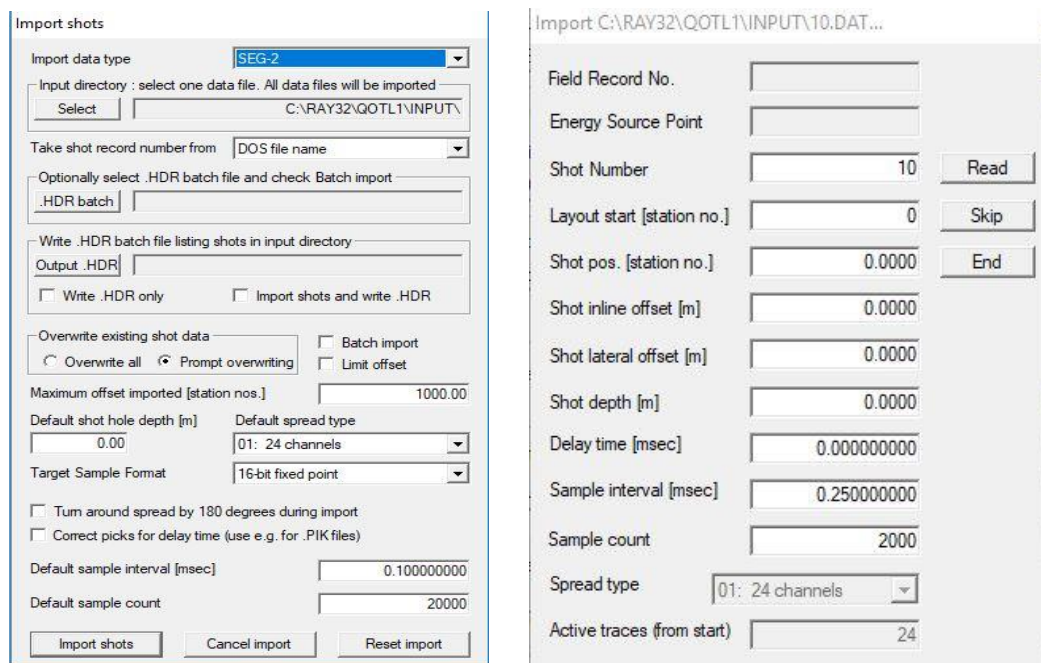 Import shots
Import data type SEG-2
Input directory : select one data file. All data files will be imported
Select C:\RAY32\QOTL1\INPUT\
Take shot record number from DOS file name
Optionally select .HDR batch file and check Batch import
.HDR batch
Write .HDR batch file listing shots in input directory
Output .HDR
Write .HDR only Import shots and write .HDR
Overwrite existing shot data
Batch import
Overwrite all Prompt overwriting Limit offset
Maximum offset imported [station nos.] 1000.00
Default shot hole depth [m] Default spread type
0.00 01: 24 channels
Target Sample Format 16-bit fixed point
Turn around spread by 180 degrees during import
Correct picks for delay time (use e.g. for .PIK files)
Default sample interval [msec] 0.100000000
Default sample count 20000
Import shots Cancel import Reset import
Import C:\RAY32\QOTL1\INPUT\10.DAT...
Field Record No.
Energy Source Point
Shot Number 10 Read
Layout start [station no.] 0 Skip
Shot pos. [station no.] 0.0000 End
Shot inline offset [m] 0.0000
Shot lateral offset [m] 0.0000
Shot depth [m] 0.0000
Delay time [msec] 0.000000000
Sample interval [msec] 0.250000000
Sample count 2000
Spread type 01: 24 channels
Active traces (from start) 24